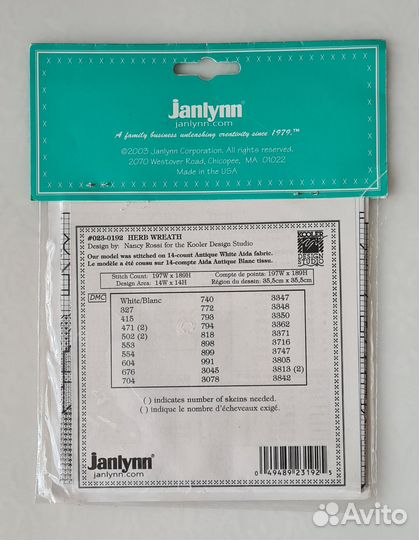 Janlynn®
janlynn.com
A family business unleashing creativity since 1979.™
©2003 Janlynn Corporation. All rights reserved.
2070 Westover Road, Chicopee, MA 01022
Made in the USA
#023-0192 HERB WREATH
Design by: Nancy Rossi for the Kooler Design Studio
Our model was stitched on 14-count Antique White Aida fabric.
Le modèle a été cousu sur 14-compte Aida Antique Blanc tissu.
Stitch Count: 197W x 189H Compte de points: 197W x 189H
Design Area: 14W x 14H Région du dessin: 35,5cm x 35,5cm
DMC White/Blanc 740 3347
327 772 3348
415 793 3350
471 (2) 794 3362
502 (2) 818 3371
553 898 3716
554 899 3747
604 991 3805
676 3045 3813 (2)
704 3078 3842
( ) indicates number of skeins needed.
( ) indique le nombre d'écheveaux exigé.
Janlynn®
janlynn.com
0 49489 23192 5
Avito